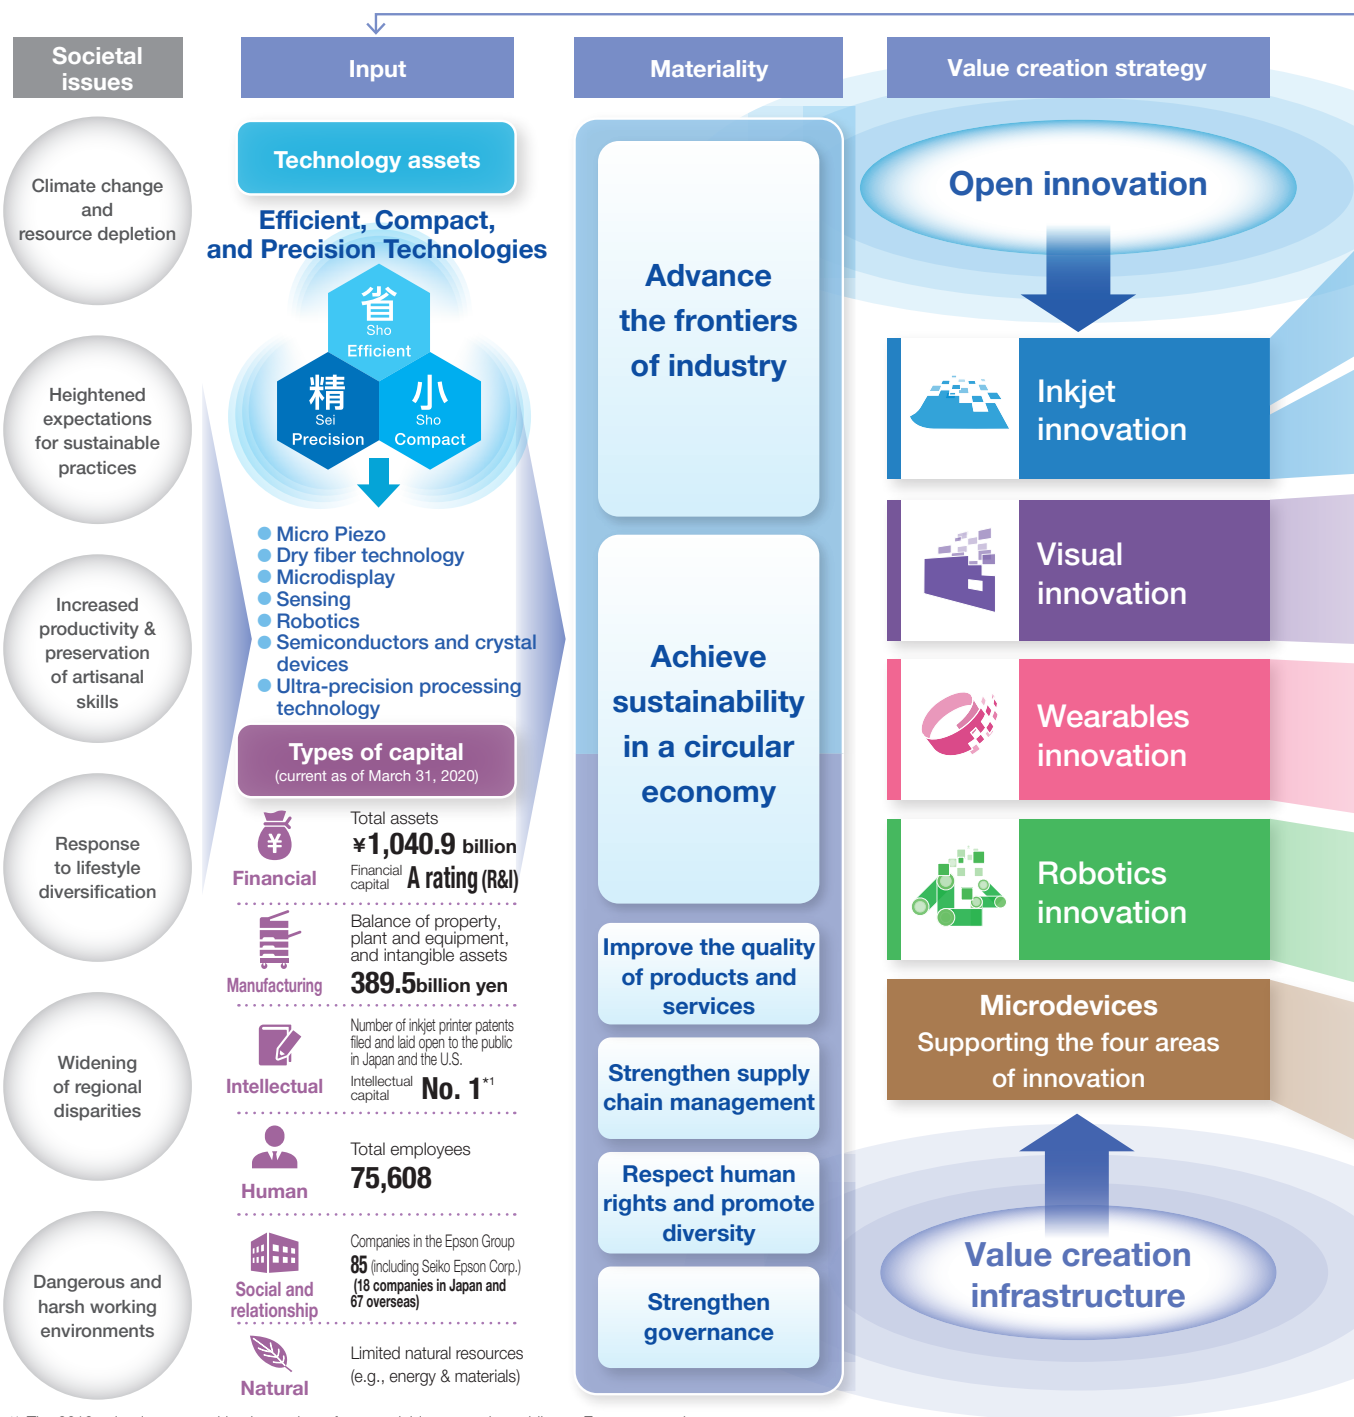 Societal
issues
Climate change
and
resource depletion
Heightened
expectations
for sustainable
practices
Increased
productivity &
preservation
of artisanal
skills
Response
to lifestyle
diversification
Widening
of regional
disparities
Dangerous and
harsh working
environments
Input
Technology assets
Efficient, Compact,
and Precision Technologies
省
Sho
Efficient
精
Sei
Precision
小
Sho
Compact
Micro Piezo
Dry fiber technology
Microdisplay
Sensing
Robotics
Semiconductors and crystal
devices
Ultra-precision processing
technology
Types of capital
(current as of March 31, 2020)
Financial
Total assets
¥1,040.9 billion
Financial
capital A rating (R&I)
Manufacturing
Balance of property,
plant and equipment,
and intangible assets
389.5 billion yen
Intellectual
Number of inkjet printer patents
filed and laid open to the public
in Japan and the U.S.
Intellectual
capital No. 1*1
Human
Total employees
75,608
Social and
relationship
Companies in the Epson Group
85 (including Seiko Epson Corp.)
(18 companies in Japan and
67 overseas)
Natural
Limited natural resources
(e.g., energy & materials)
Materiality
Advance
the frontiers
of industry
Achieve
sustainability
in a circular
economy
Improve the quality
of products and
services
Strengthen supply
chain management
Respect human
rights and promote
diversity
Strengthen
governance
Value creation strategy
Open innovation
Inkjet
innovation
Visual
innovation
Wearables
innovation
Robotics
innovation
Microdevices
Supporting the four areas
of innovation
Value creation
infrastructure